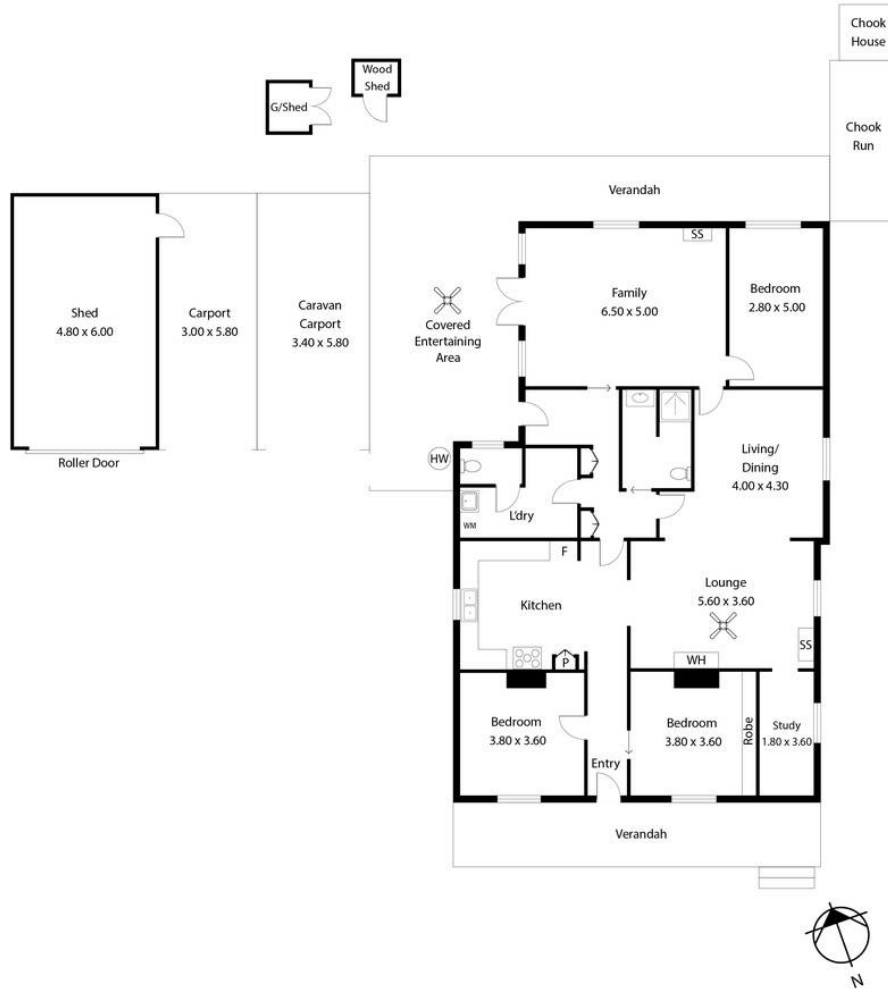 Chook
House
Wood
Shed
G/Shed
Chook
Run
Verandah
SS
Shed
4.80 x 6.00
Carport
3.00 x 5.80
Caravan
Carport
3.40 x 5.80
Covered
Entertaining
Area
Family
6.50 x 5.00
Bedroom
2.80 x 5.00
Roller Door
HW
Living/
Dining
4.00 x 4.30
WM
L'dry
F
Kitchen
P
Lounge
5.60 x 3.60
SS
WH
Bedroom
3.80 x 3.60
Entry
Bedroom
3.80 x 3.60
Robe
Study
1.80 x 3.60
Verandah
N